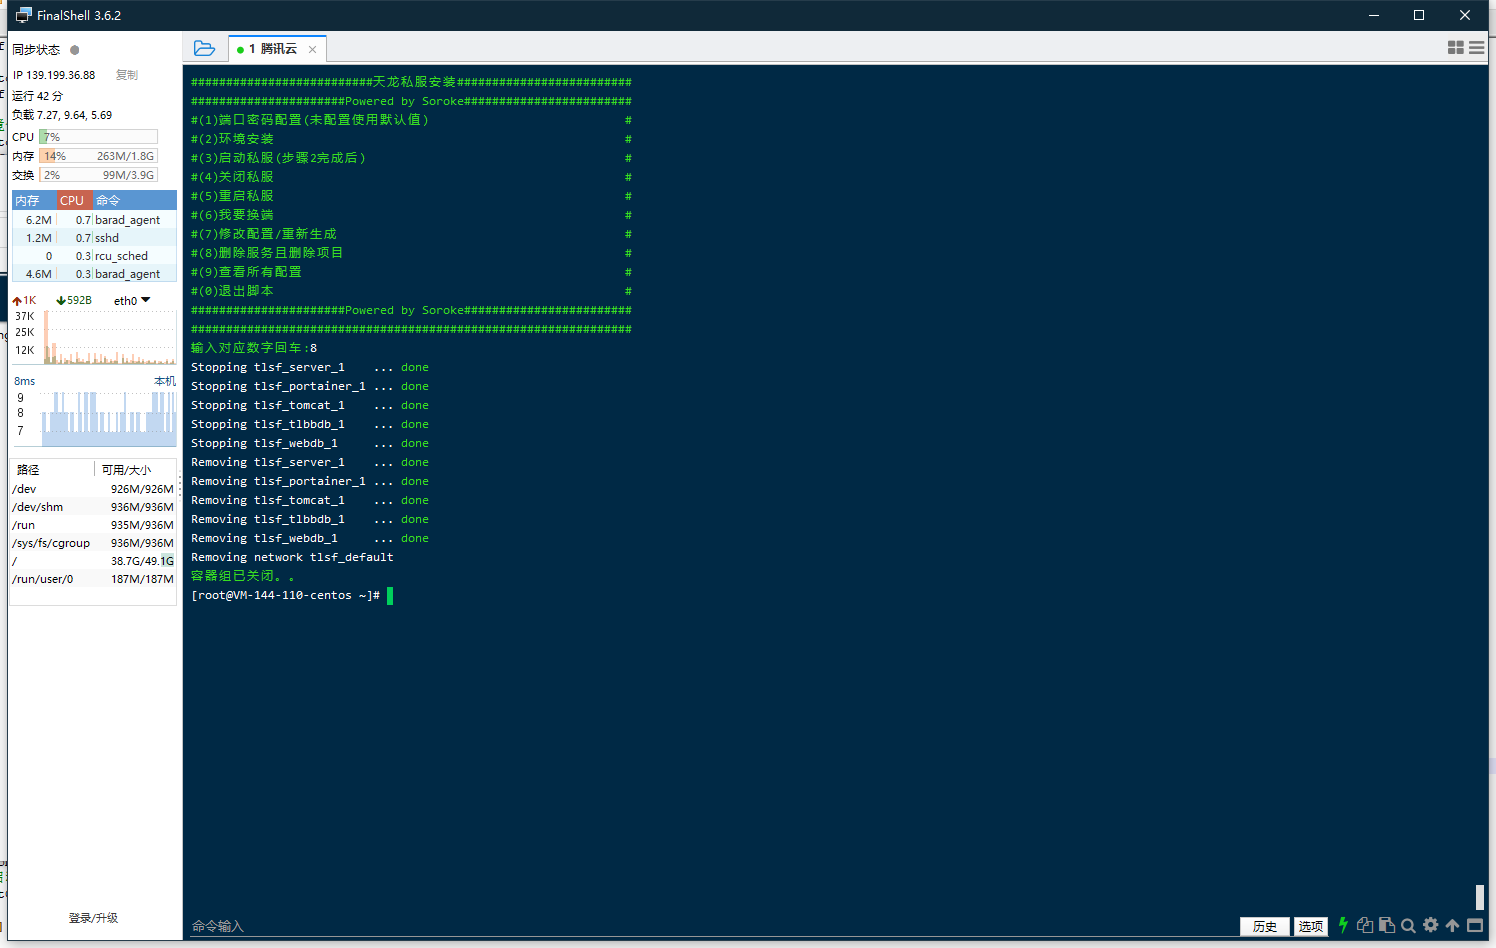 FinalShell 3.6.2
同步状态
IP 139.199.36.88 复制
运行 42 分
负载 7.27, 9.64, 5.69
CPU 7%
内存 14% 263M/1.8G
交换 2% 99M/3.9G
内存 CPU 命令
6.2M 0.7 barad_agent
1.2M 0.7 sshd
0 0.3 rcu_sched
4.6M 0.3 barad_agent
1K 592B eth0
37K
25K
12K
8ms 本机
9
8
7
路径 可用/大小
/dev 926M/926M
/dev/shm 936M/936M
/run 935M/936M
/sys/fs/cgroup 936M/936M
/ 38.7G/49.1G
/run/user/0 187M/187M
登录/升级
1 腾讯云
##########################天龙私服安装#########################
######################Powered by Soroke########################
#(1)端口密码配置(未配置使用默认值) #
#(2)环境安装 #
#(3)启动私服(步骤2完成后) #
#(4)关闭私服 #
#(5)重启私服 #
#(6)我要换端 #
#(7)修改配置/重新生成 #
#(8)删除服务且删除项目 #
#(9)查看所有配置 #
#(0)退出脚本 #
######################Powered by Soroke########################
###############################################################
输入对应数字回车:8
Stopping tlsf_server_1 ... done
Stopping tlsf_portainer_1 ... done
Stopping tlsf_tomcat_1 ... done
Stopping tlsf_tlbbdb_1 ... done
Stopping tlsf_webdb_1 ... done
Removing tlsf_server_1 ... done
Removing tlsf_portainer_1 ... done
Removing tlsf_tomcat_1 ... done
Removing tlsf_tlbbdb_1 ... done
Removing tlsf_webdb_1 ... done
Removing network tlsf_default
容器组已关闭。。
[root@VM-144-110-centos ~]#
命令输入
历史 选项